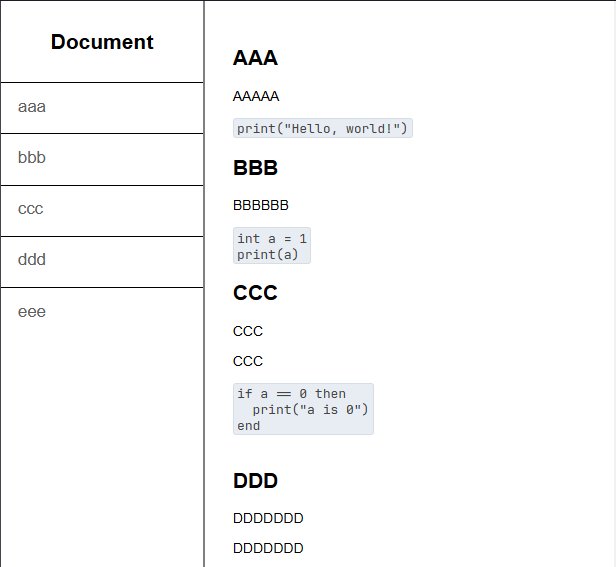 Document
aaa
bbb
ccc
ddd
eee
AAA
AAAAA
print("Hello, world!")
BBB
BBBBBB
int a = 1
print(a)
CCC
CCC
CCC
if a == 0 then
  print("a is 0")
end
DDD
DDDDDDD
DDDDDDD